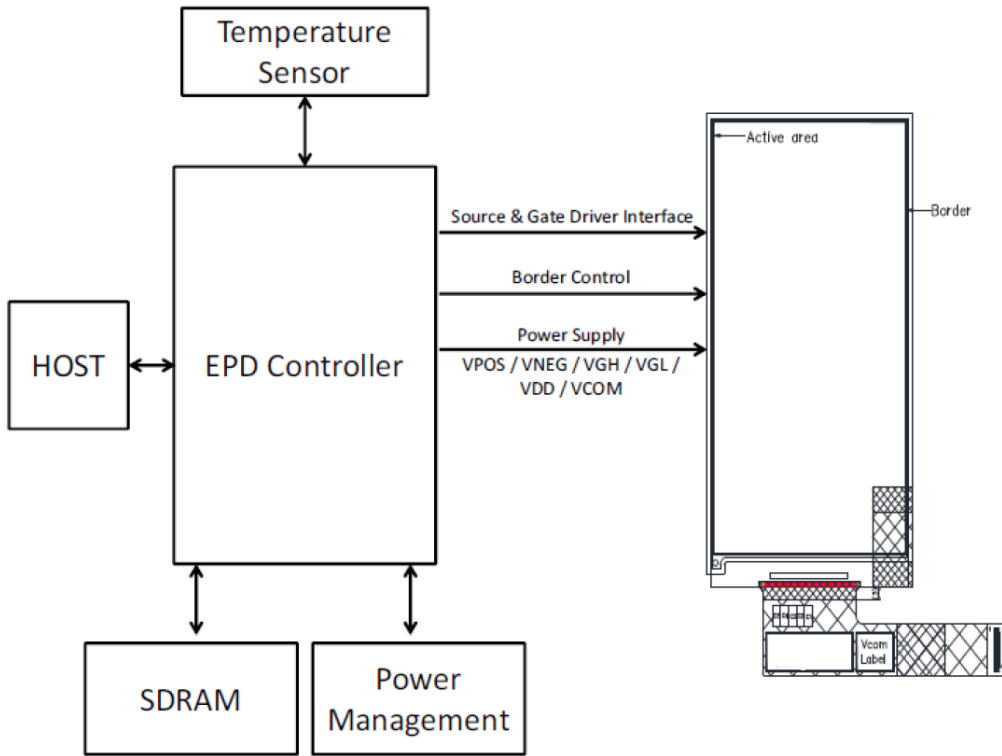 Temperature
Sensor
Active area
Source & Gate Driver Interface
Border
Border Control
HOST
EPD Controller
Power Supply
VPOS / VNEG / VGH / VGL /
VDD / VCOM
Vcom
Label
SDRAM
Power
Management